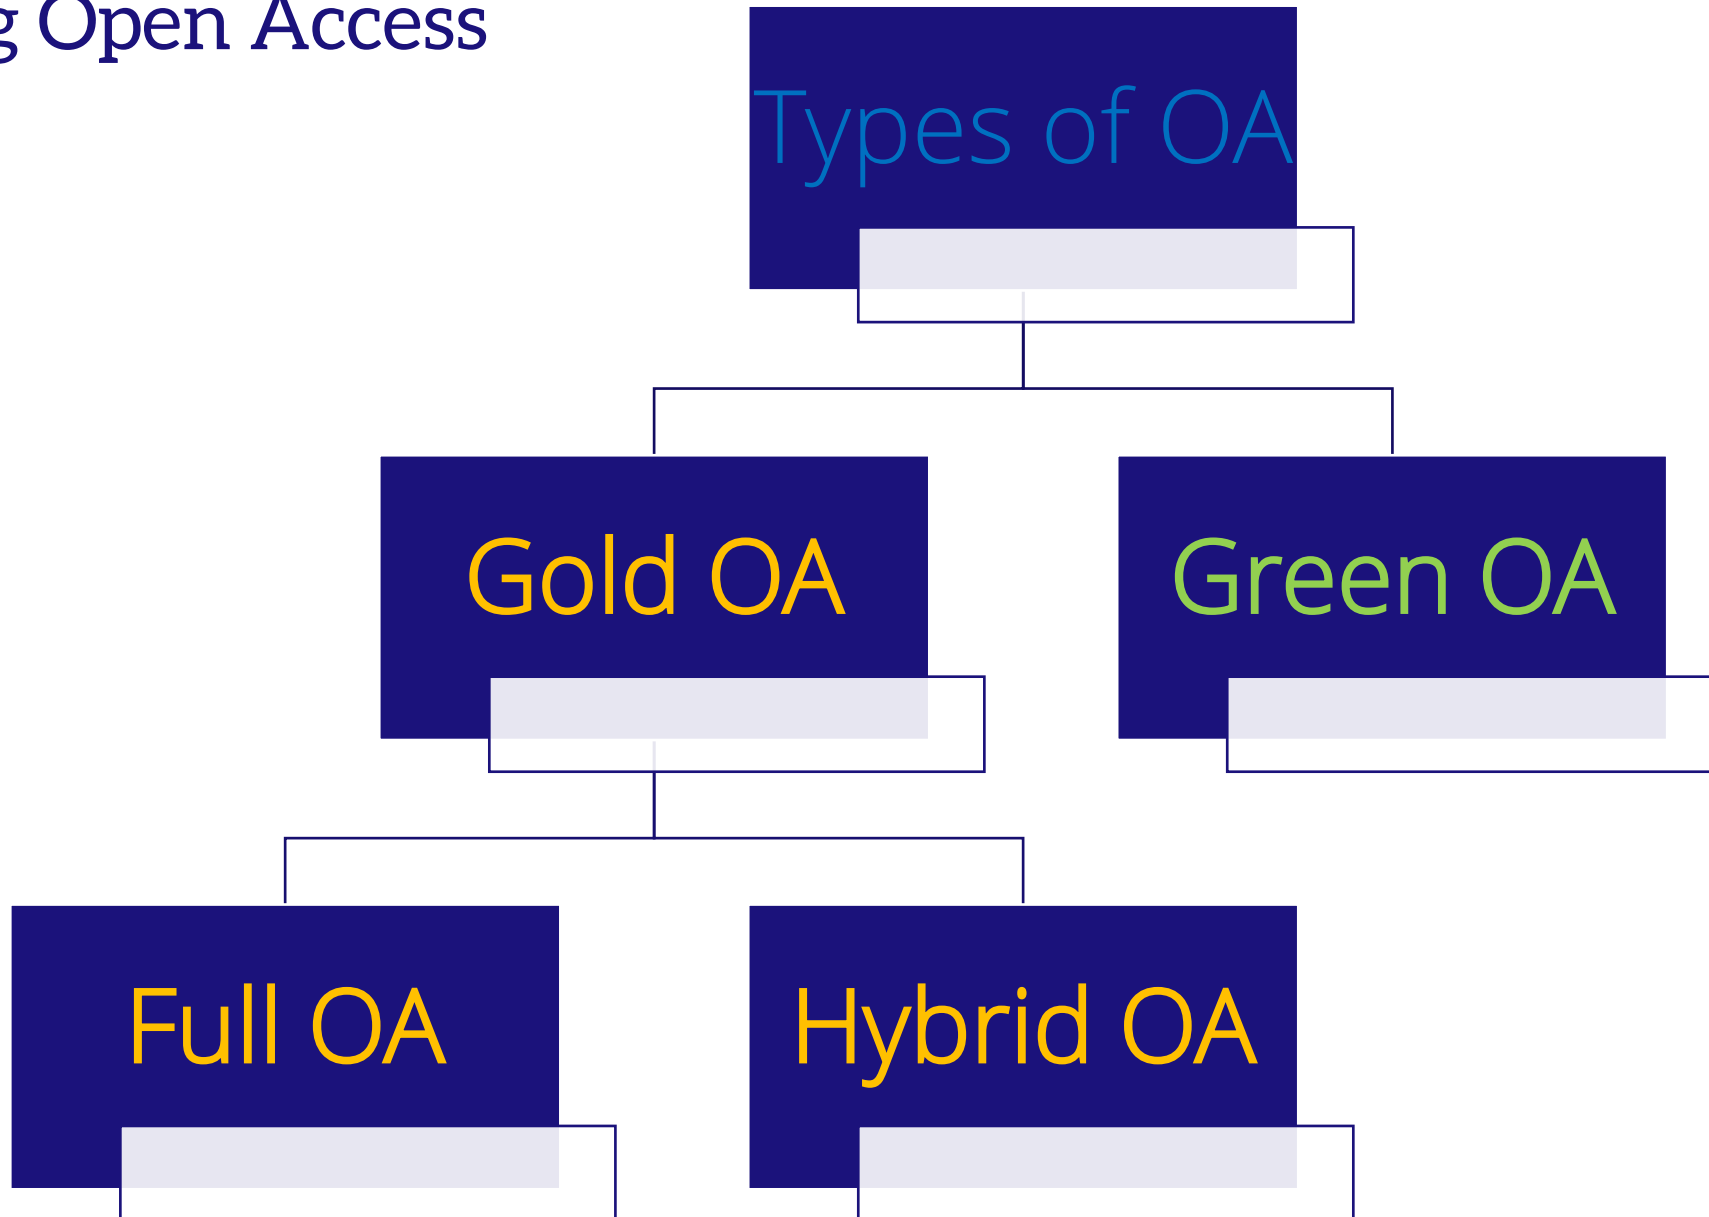 g Open Access
Types of OA
Gold OA
Green OA
Full OA
Hybrid OA